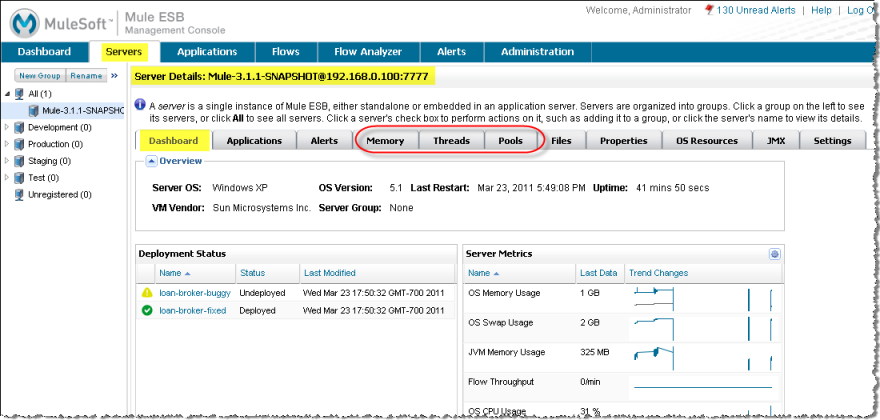 MuleSoft™ Mule ESB
Management Console
Welcome, Administrator 130 Unread Alerts | Help | Log O
Dashboard Servers Applications Flows Flow Analyzer Alerts Administration
New Group Rename »
All (1)
Mule-3.1.1-SNAPSHC
Development (0)
Production (0)
Staging (0)
Test (0)
Unregistered (0)
Server Details: Mule-3.1.1-SNAPSHOT@192.168.0.100:7777
A server is a single instance of Mule ESB, either standalone or embedded in an application server. Servers are organized into groups. Click a group on the left to see
its servers, or click All to see all servers. Click a server's check box to perform actions on it, such as adding it to a group, or click the server's name to view its details.
Dashboard Applications Alerts Memory Threads Pools Files Properties OS Resources JMX Settings
Overview
Server OS: Windows XP OS Version: 5.1 Last Restart: Mar 23, 2011 5:49:08 PM Uptime: 41 mins 50 secs
VM Vendor: Sun Microsystems Inc. Server Group: None
Deployment Status
Name Status Last Modified
loan-broker-buggy Undeployed Wed Mar 23 17:50:32 GMT-700 2011
loan-broker-fixed Deployed Wed Mar 23 17:50:32 GMT-700 2011
Server Metrics
Name Last Data Trend Changes
OS Memory Usage 1 GB
OS Swap Usage 2 GB
JVM Memory Usage 325 MB
Flow Throughput 0/min
OS CPU Usage 31 %